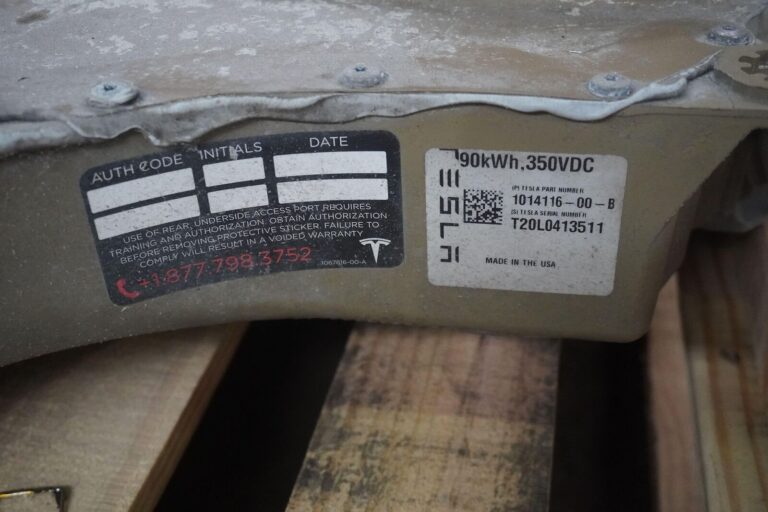 AUTH CODE INITIALS DATE
USE OF REAR, UNDERSIDE ACCESS PORT REQUIRES
TRAINING AND AUTHORIZATION. OBTAIN AUTHORIZATION
BEFORE REMOVING PROTECTIVE STICKER. FAILURE TO
COMPLY WILL RESULT IN A VOIDED WARRANTY
+1.877.798.3752
1067616-00-A
90kWh,350VDC
(P) TESLA PART NUMBER
1014116-00-B
(S) TESLA SERIAL NUMBER
T20L0413511
MADE IN THE USA